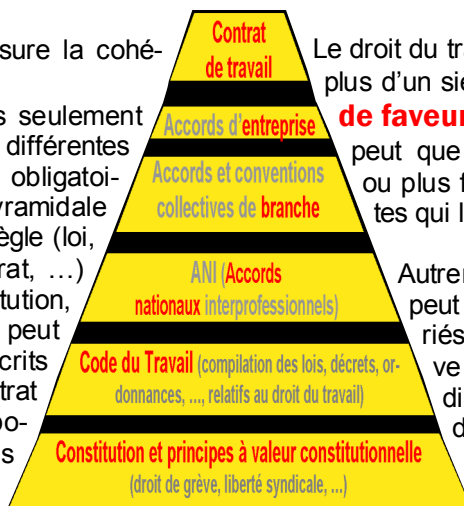 sure la cohé-
s seulement
différentes
obligatoi-
yramidale
ègle (loi,
rat, …)
tution,
peut
crits
trat
po-
s
Contrat
de travail
Accords d’entreprise
Accords et conventions
collectives de branche
ANI (Accords
nationaux interprofessionnels)
Code du Travail (compilation des lois, décrets, or-
donnances, ..., relatifs au droit du travail)
Constitution et principes à valeur constitutionnelle
(droit de grève, liberté syndicale, ...)
Le droit du tra
plus d’un siè
de faveur
peut que
ou plus f
tes qui l
Autrem
peut
riés
ve
di
d